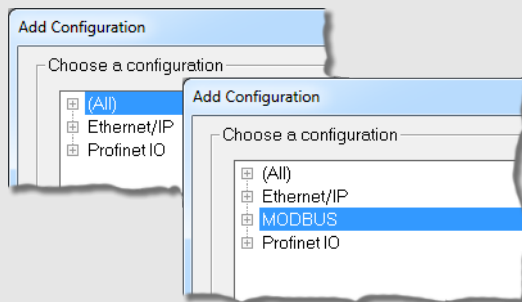 Add Configuration
Choose a configuration
(All)
Ethernet/IP
Profinet IO
Add Configuration
Choose a configuration
(All)
Ethernet/IP
MODBUS
Profinet IO